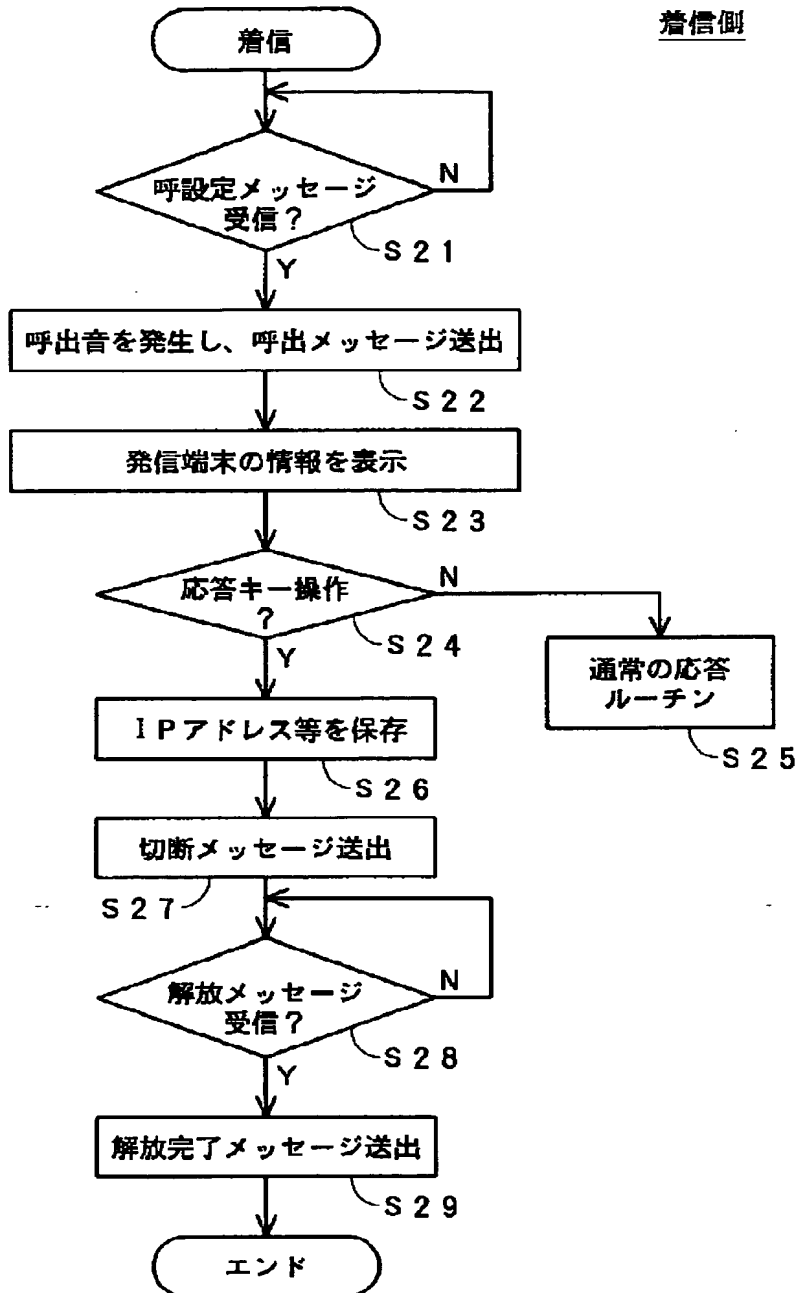 着信側
着信
呼設定メッセージ
受信？
N
S21
Y
呼出音を発生し、呼出メッセージ送出
S22
発信端末の情報を表示
S23
応答キー操作
？
N
S24
Y
通常の応答
ルーチン
S25
IPアドレス等を保存
S26
切断メッセージ送出
S27
解放メッセージ
受信？
N
S28
Y
解放完了メッセージ送出
S29
エンド